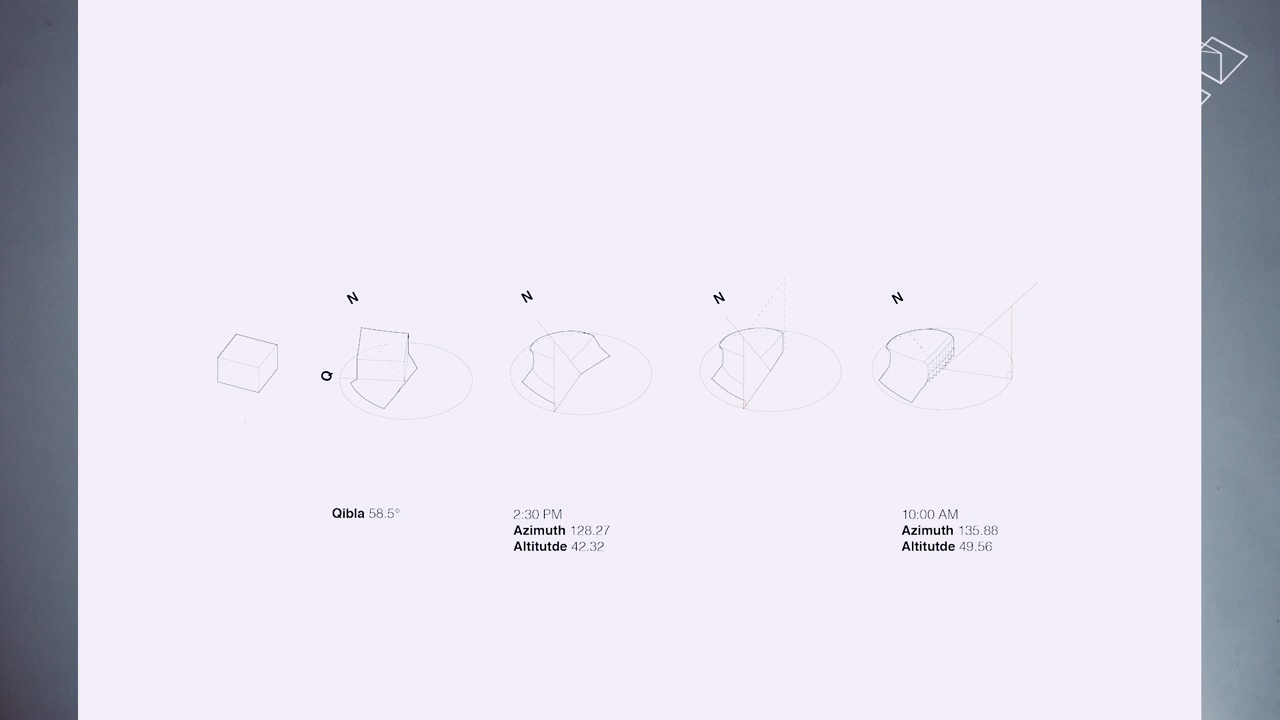 N
N
N
N
Q
Qibla 58.5°
2:30 PM
Azimuth 128.27
Altitutde 42.32
10:00 AM
Azimuth 135.88
Altitutde 49.56